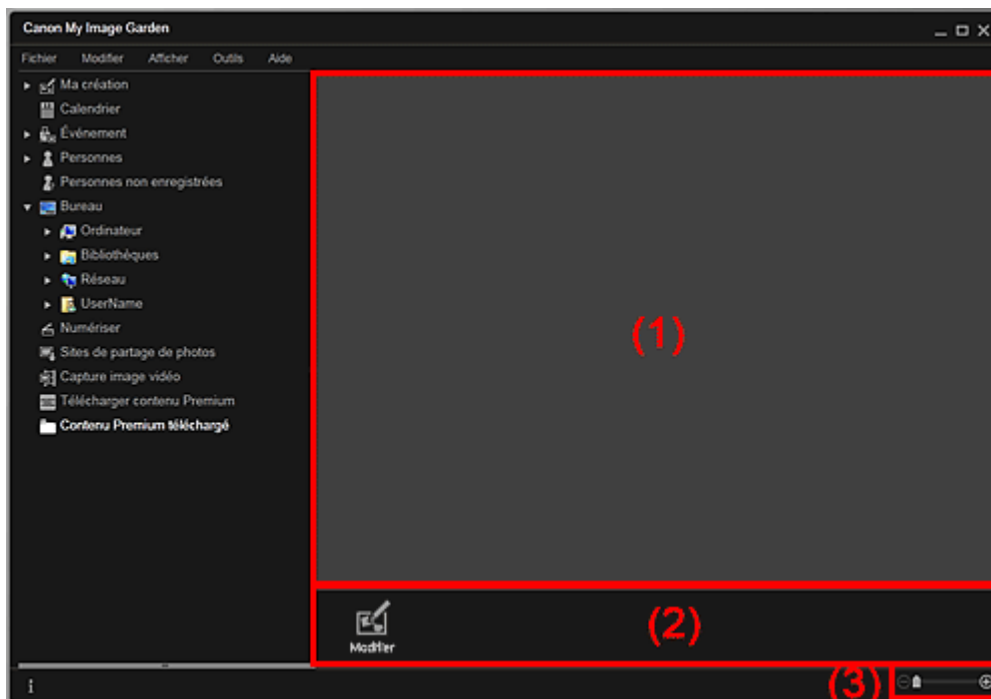 Canon My Image Garden
Fichier Modifier Afficher Outils Aide
Ma création
Calendrier
Événement
Personnes
Personnes non enregistrées
Bureau
Ordinateur
Bibliothèques
Réseau
UserName
Numériser
Sites de partage de photos
Capture image vidéo
Télécharger contenu Premium
Contenu Premium téléchargé
(1)
(2)
Modifier
(3)